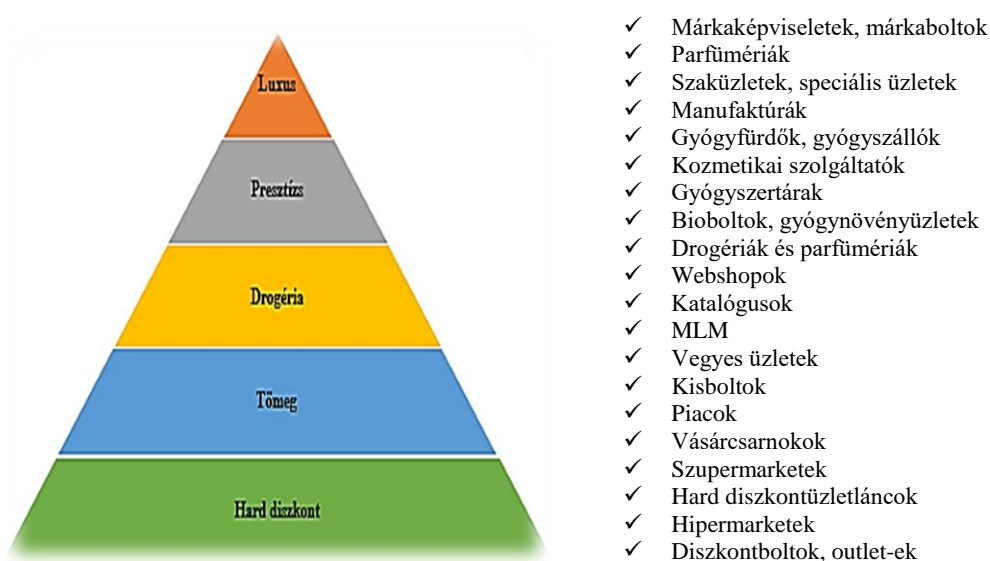 Luxus
Presztízs
Drogéria
Tömeg
Hard diszkont
✓ Márkaképviseletek, márkaboltok
✓ Parfümériák
✓ Szaküzletek, speciális üzletek
✓ Manufaktúrák
✓ Gyógyfürdők, gyógyszállók
✓ Kozmetikai szolgáltatók
✓ Gyógyszertárak
✓ Bioboltok, gyógynövényüzletek
✓ Drogériák és parfümériák
✓ Webshopok
✓ Katalógusok
✓ MLM
✓ Vegyes üzletek
✓ Kisboltok
✓ Piacok
✓ Vásárcsarnokok
✓ Szupermarketek
✓ Hard diszkontüzletláncok
✓ Hipermarketek
✓ Diszkontboltok, outlet-ek